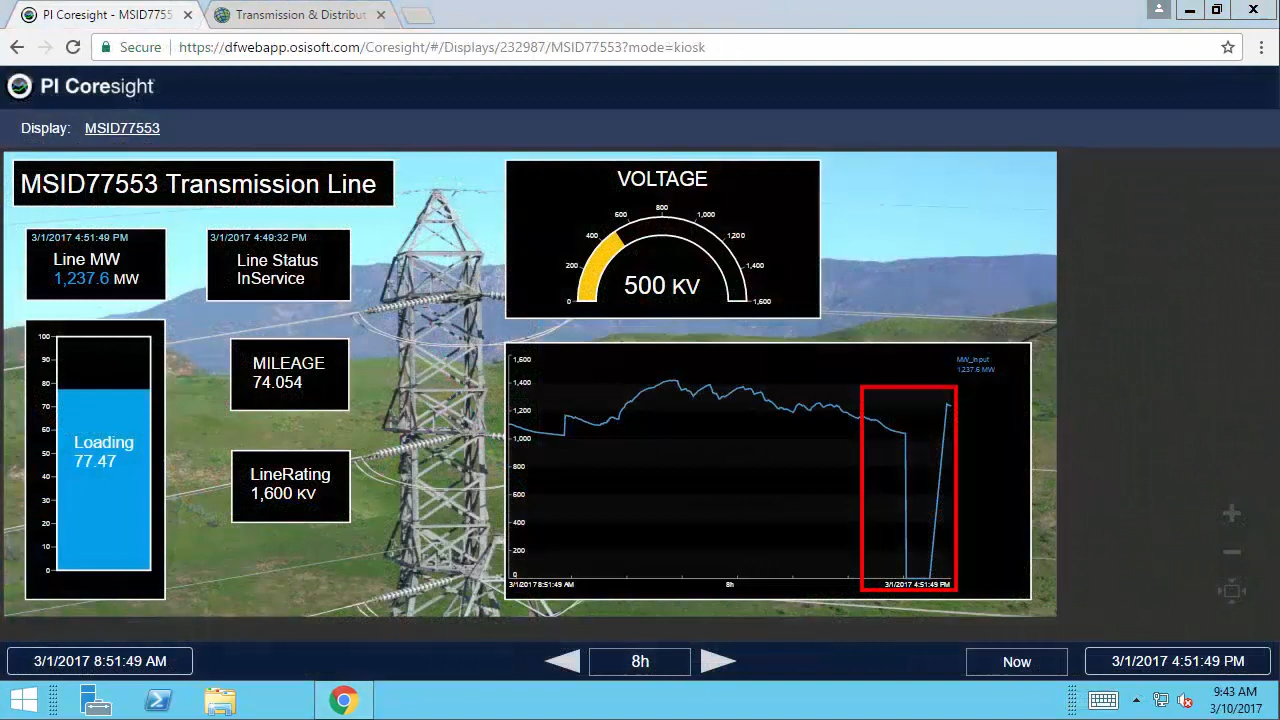 PI Coresight - MSID7755
Transmission & Distribut
Secure
https://dfwebapp.osisoft.com/Coresight/#/Displays/232987/MSID77553?mode=kiosk
PI Coresight
Display: MSID77553
MSID77553 Transmission Line
3/1/2017 4:51:49 PM
Line MW
1,237.6 MW
3/1/2017 4:49:32 PM
Line Status
InService
VOLTAGE
0
200
400
600
800
1,000
1,200
1,400
1,600
500 KV
100
90
80
70
60
50
40
30
20
10
0
Loading
77.47
MILEAGE
74.054
LineRating
1,600 KV
1,600
1,400
1,200
1,000
800
600
400
200
0
MW_Input
1237.6 MW
3/1/2017 8:51:49 AM
8h
3/1/2017 4:51:49 PM
3/1/2017 8:51:49 AM
8h
Now
3/1/2017 4:51:49 PM
9:43 AM
3/10/2017